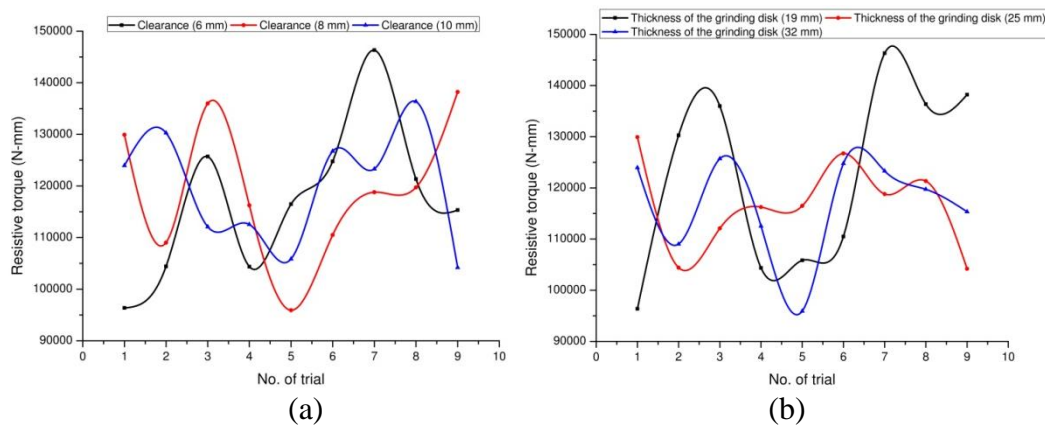 Clearance (6 mm) Clearance (8 mm) Clearance (10 mm)
150000
140000
130000
120000
110000
100000
90000
Resistive torque (N-mm)
0 1 2 3 4 5 6 7 8 9 10
No. of trial
(a)
Thickness of the grinding disk (19 mm) Thickness of the grinding disk (25 mm)
Thickness of the grinding disk (32 mm)
150000
140000
130000
120000
110000
100000
90000
Resistive torque (N-mm)
0 1 2 3 4 5 6 7 8 9 10
No. of trial
(b)